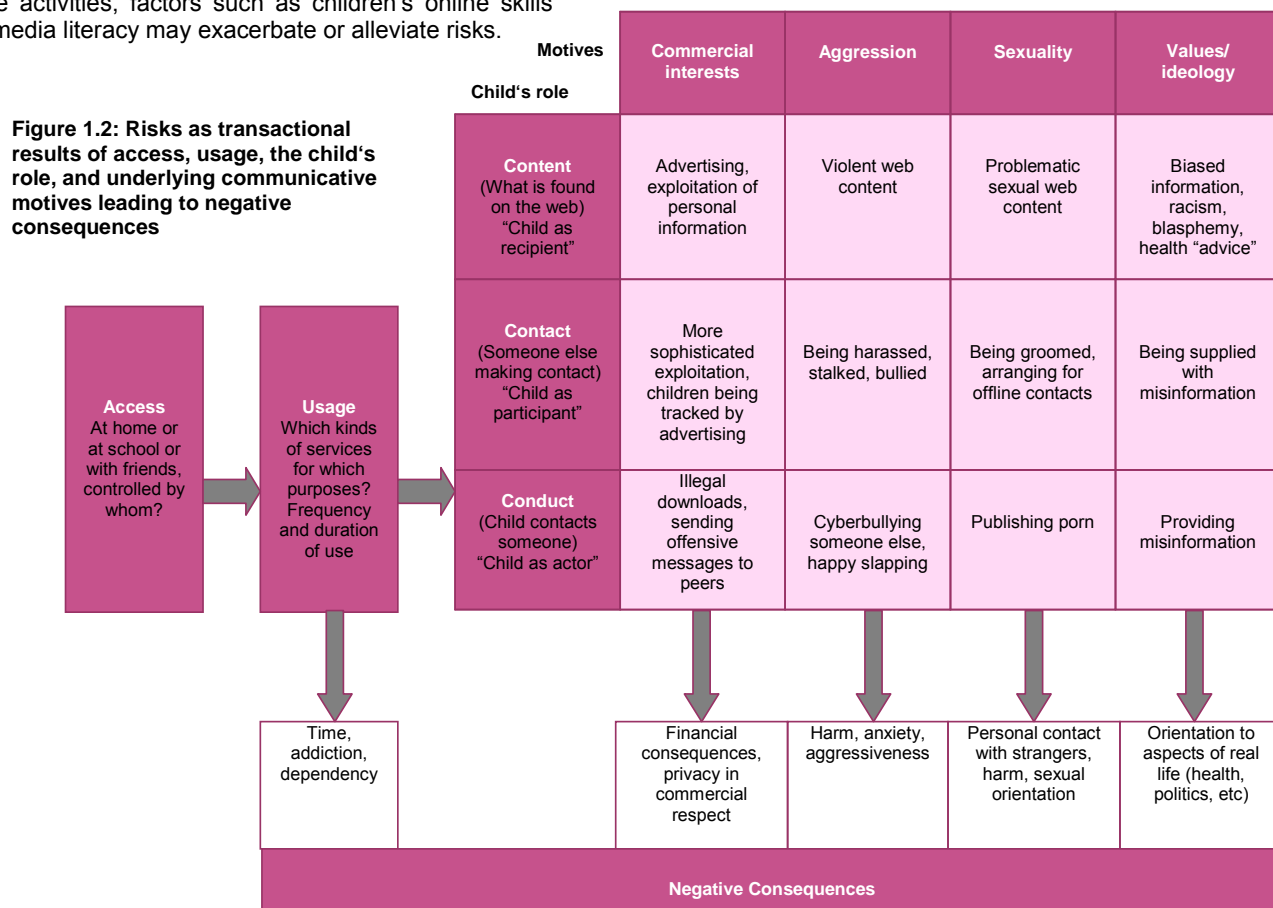 e activities, factors such as children's online skills
media literacy may exacerbate or alleviate risks.
Figure 1.2: Risks as transactional
results of access, usage, the child‘s
role, and underlying communicative
motives leading to negative
consequences
Motives
Child‘s role
Commercial
interests
Aggression
Sexuality
Values/
ideology
Content
(What is found
on the web)
“Child as
recipient”
Advertising,
exploitation of
personal
information
Violent web
content
Problematic
sexual web
content
Biased
information,
racism,
blasphemy,
health “advice”
Contact
(Someone else
making contact)
“Child as
participant”
More
sophisticated
exploitation,
children being
tracked by
advertising
Being harassed,
stalked, bullied
Being groomed,
arranging for
offline contacts
Being supplied
with
misinformation
Conduct
(Child contacts
someone)
“Child as actor”
Illegal
downloads,
sending
offensive
messages to
peers
Cyberbullying
someone else,
happy slapping
Publishing porn
Providing
misinformation
Access
At home or
at school or
with friends,
controlled by
whom?
Usage
Which kinds
of services
for which
purposes?
Frequency
and duration
of use
Time,
addiction,
dependency
Financial
consequences,
privacy in
commercial
respect
Harm, anxiety,
aggressiveness
Personal contact
with strangers,
harm, sexual
orientation
Orientation to
aspects of real
life (health,
politics, etc)
Negative Consequences